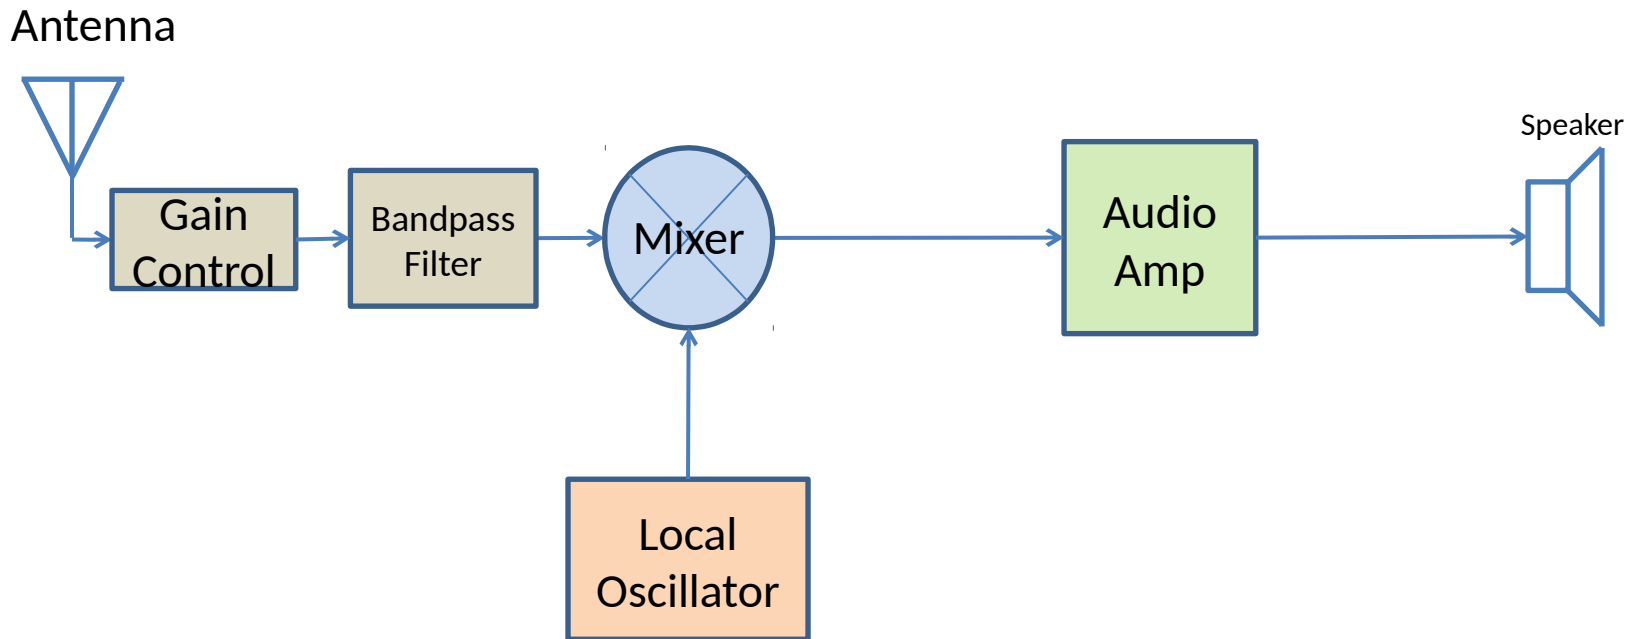 Antenna
Speaker
Gain
Control
Bandpass
Filter
Mixer
Audio
Amp
Local
Oscillator